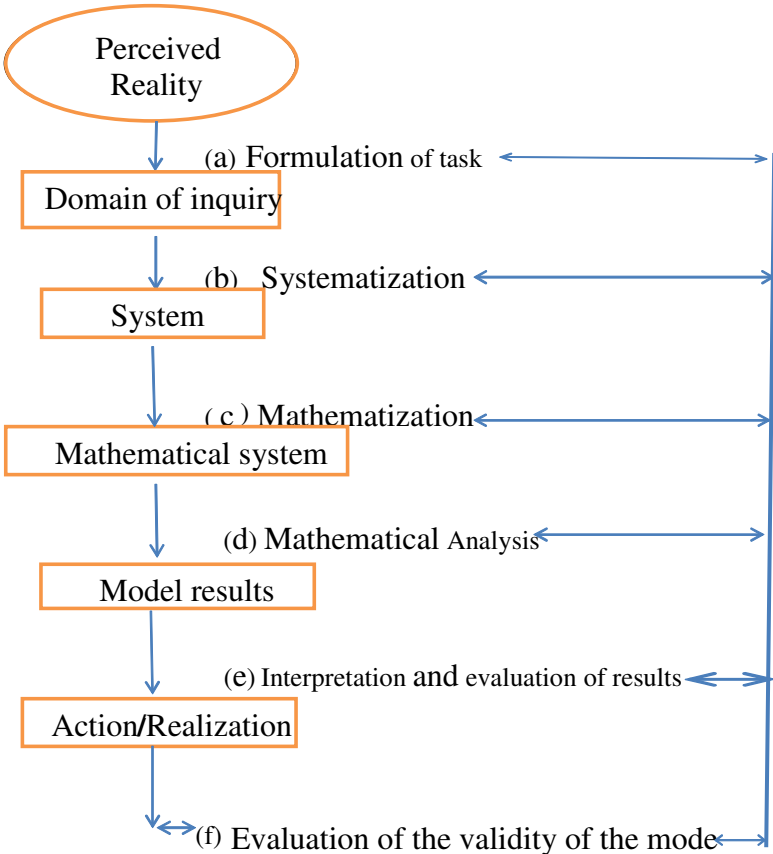 Perceived
Reality
(a) Formulation of task
Domain of inquiry
(b) Systematization
System
( c ) Mathematization
Mathematical system
(d) Mathematical Analysis
Model results
(e) Interpretation and evaluation of results
Action/Realization
(f) Evaluation of the validity of the mode